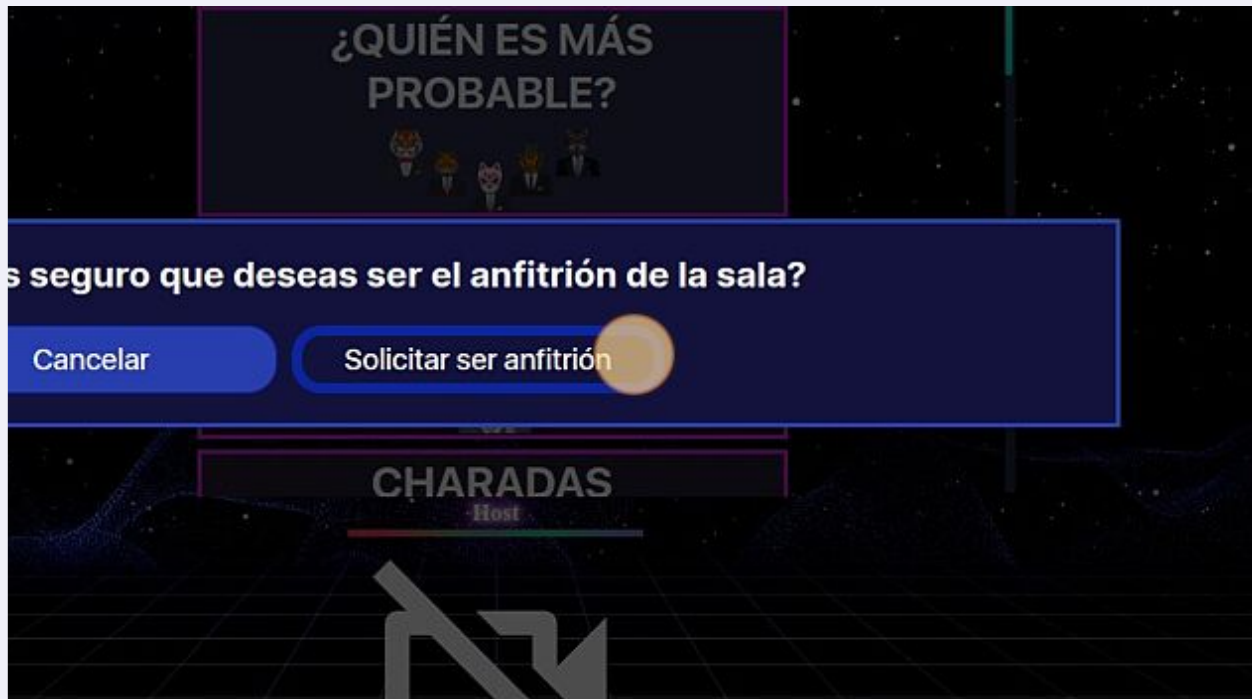 ¿QUIÉN ES MÁS
PROBABLE?
s seguro que deseas ser el anfitrión de la sala?
Cancelar
Solicitar ser anfitrión
CHARADAS
Host